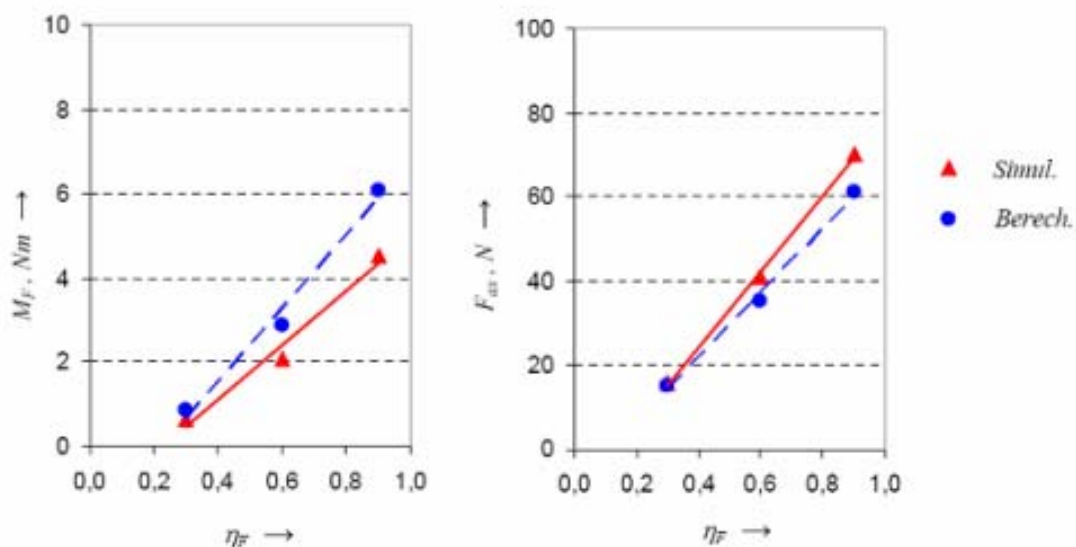 10
8
6
4
2
0
M_F , Nm →
0,0 0,2 0,4 0,6 0,8 1,0
η_F →
100
80
60
40
20
0
F_ax , N →
0,0 0,2 0,4 0,6 0,8 1,0
η_F →
Simul.
Berech.